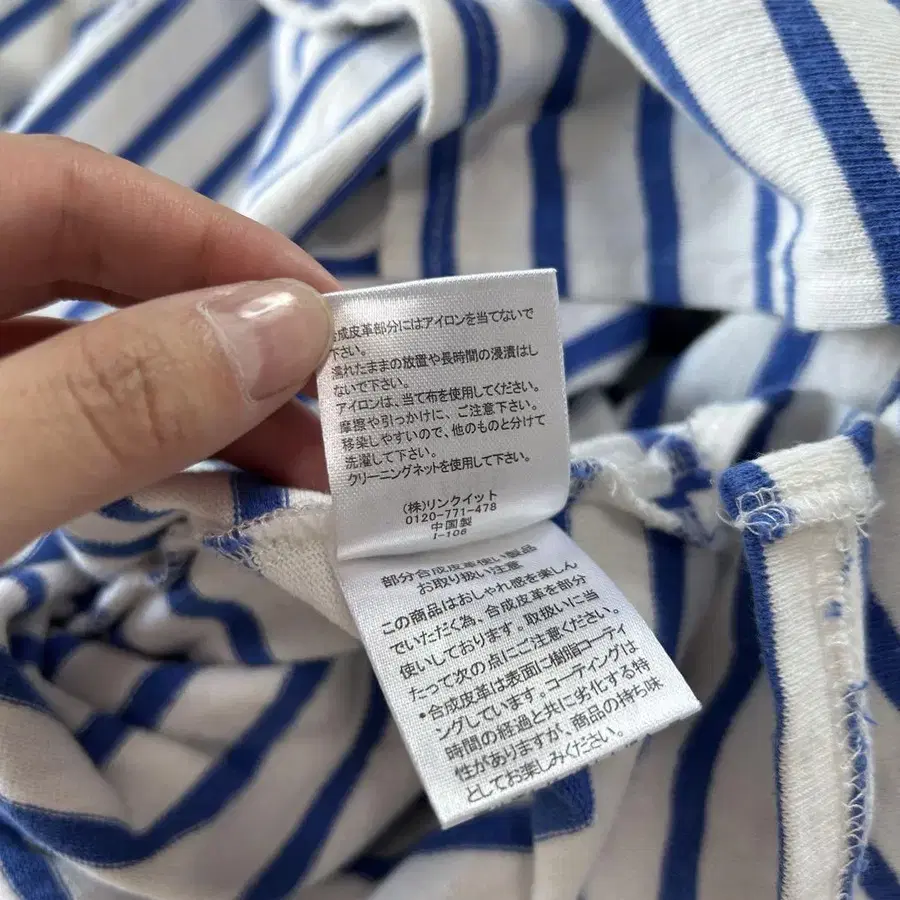 合成皮革部分にはアイロンを当てないで
下さい。
濡れたままの放置や長時間の浸漬はし
ないで下さい。
アイロンは、当て布を使用してください。
摩擦や引っかけに、ご注意下さい。
移染しやすいので、他のものと分けて
洗濯して下さい。
クリーニングネットを使用して下さい。
(株)リンクイット
0120-771-478
中国製
I-106
部分合成皮革使い製品
お取り扱い注意
この商品はおしゃれ感を楽しん
でいただく為、合成皮革を部分
使いしております。取扱いに当
たって次の点にご注意ください。
・合成皮革は表面に樹脂コーティ
ングしています。コーティングは
時間の経過と共に劣化する特
性がありますが、商品の持ち味
としてお楽しみください。